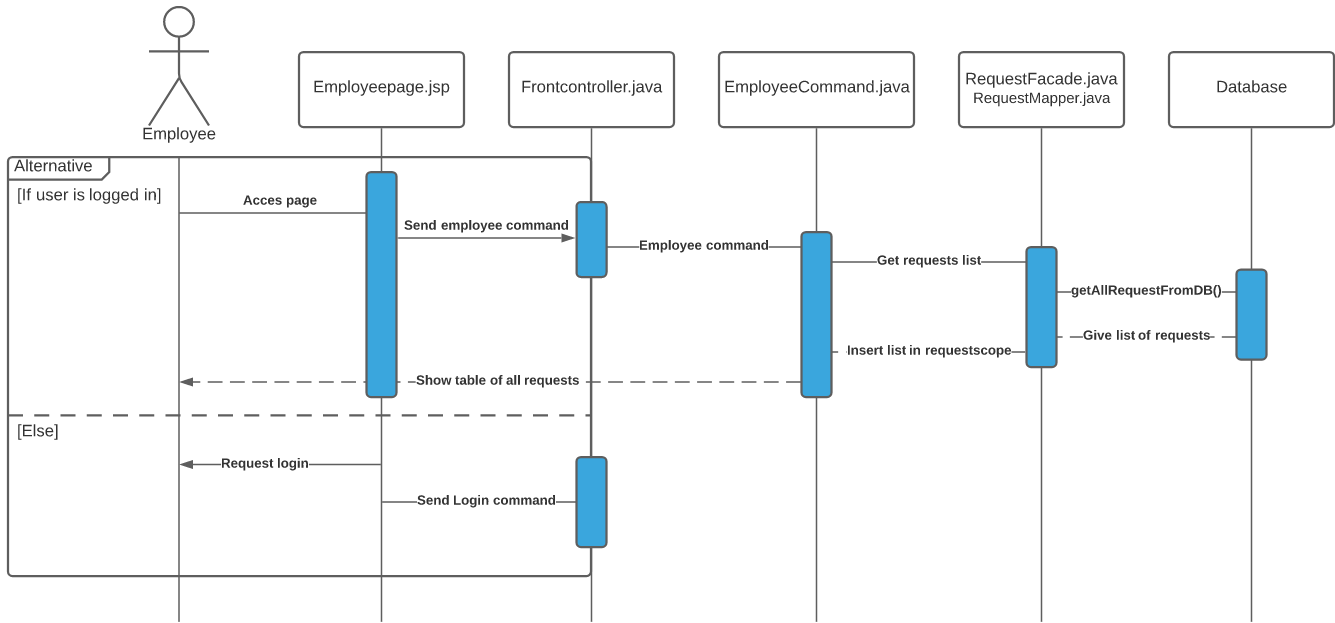 Employee
Employeepage.jsp
Frontcontroller.java
EmployeeCommand.java
RequestFacade.java
RequestMapper.java
Database
Alternative
[If user is logged in]
Acces page
Send employee command
Employee command
Get requests list
getAllRequestFromDB()
Give list of requests
Insert list in requestscope
Show table of all requests
[Else]
Request login
Send Login command